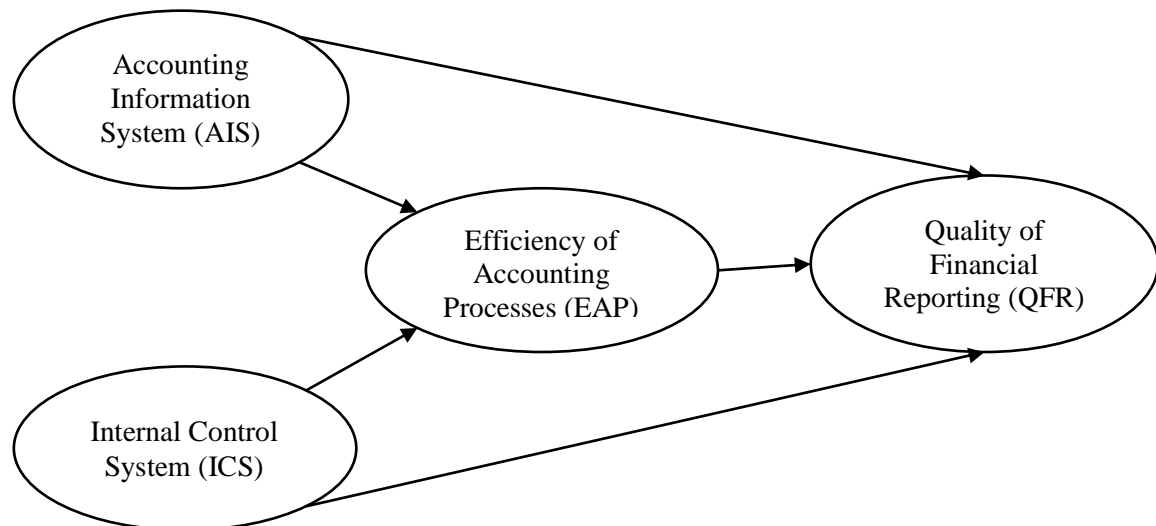 Accounting
Information
System (AIS)
Efficiency of
Accounting
Processes (EAP)
Quality of
Financial
Reporting (QFR)
Internal Control
System (ICS)